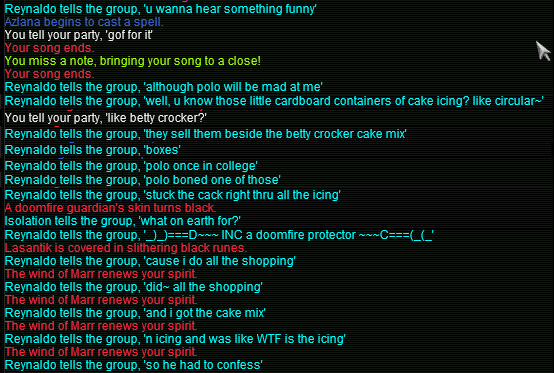 Reynaldo tells the group, 'u wanna hear something funny'
Azlana begins to cast a spell.
You tell your party, 'gof for it'
Your song ends.
You miss a note, bringing your song to a close!
Your song ends.
Reynaldo tells the group, 'although polo will be mad at me'
Reynaldo tells the group, 'well, u know those little cardboard containers of cake icing? like circular~'
You tell your party, 'like betty crocker?'
Reynaldo tells the group, 'they sell them beside the betty crocker cake mix'
Reynaldo tells the group, 'boxes'
Reynaldo tells the group, 'polo once in college'
Reynaldo tells the group, 'polo boned one of those'
Reynaldo tells the group, 'stuck the cack right thru all the icing'
A doomfire guardian's skin turns black.
Isolation tells the group, 'what on earth for?'
Reynaldo tells the group, '_)_)===D~~~ INC a doomfire protector ~~~C===(_(_'
Lasantik is covered in slithering black runes.
Reynaldo tells the group, 'cause i do all the shopping'
The wind of Marr renews your spirit.
Reynaldo tells the group, 'did~ all the shopping'
The wind of Marr renews your spirit.
Reynaldo tells the group, 'and i got the cake mix'
The wind of Marr renews your spirit.
Reynaldo tells the group, 'n icing and was like WTF is the icing'
The wind of Marr renews your spirit.
Reynaldo tells the group, 'so he had to confess'